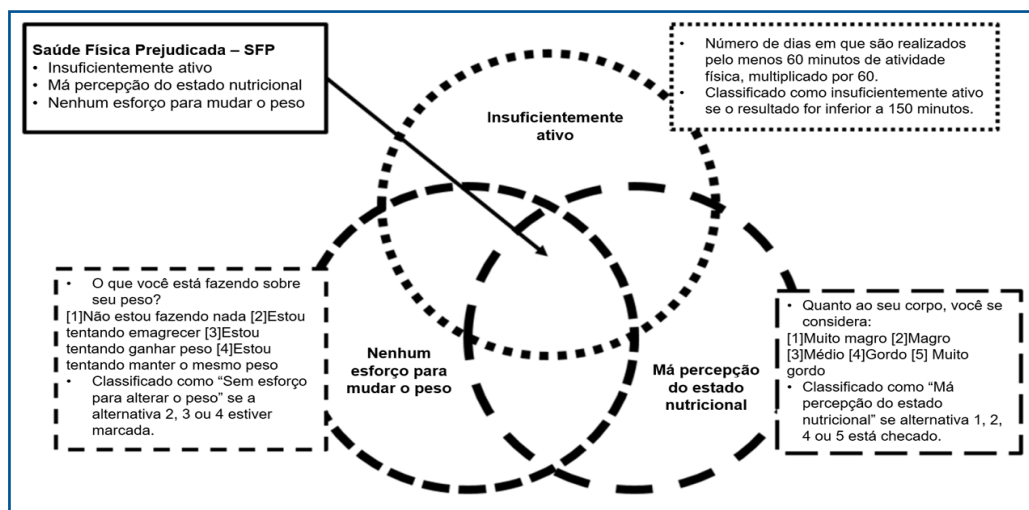 Saúde Física Prejudicada – SFP
• Insuficientemente ativo
• Má percepção do estado nutricional
• Nenhum esforço para mudar o peso
• Número de dias em que são realizados
pelo menos 60 minutos de atividade
física, multiplicado por 60.
• Classificado como insuficientemente ativo
se o resultado for inferior a 150 minutos.
Insuficientemente
ativo
• O que você está fazendo sobre
seu peso?
[1]Não estou fazendo nada [2]Estou
tentando emagrecer [3]Estou
tentando ganhar peso [4]Estou
tentando manter o mesmo peso
• Classificado como “Sem esforço
para alterar o peso” se a
alternativa 2, 3 ou 4 estiver
marcada.
Nenhum
esforço para
mudar o peso
Má percepção
do estado
nutricional
• Quanto ao seu corpo, você se
considera:
[1]Muito magro [2]Magro
[3]Médio [4]Gordo [5] Muito
gordo
• Classificado como “Má
percepção do estado
nutricional” se alternativa 1, 2,
4 ou 5 está checado.